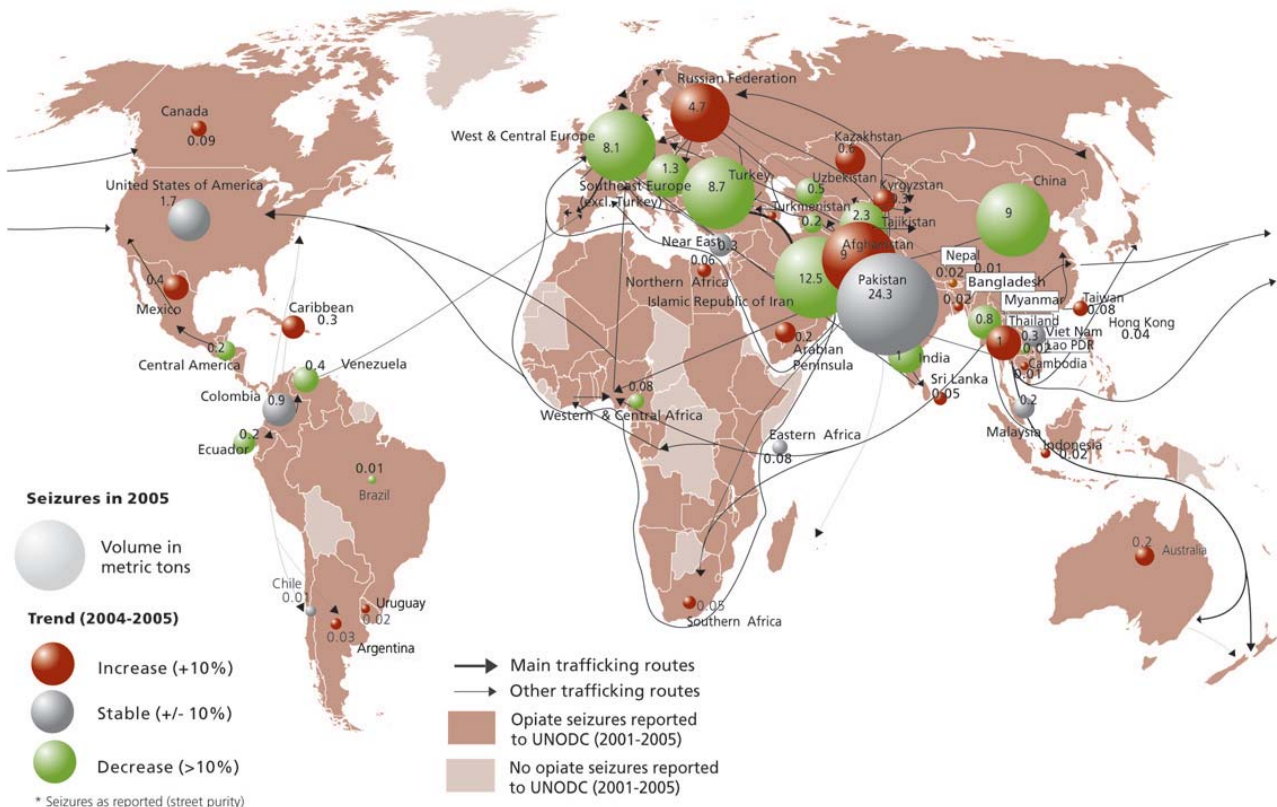 Russian Federation
4.7
Canada
0.09
West & Central Europe
8.1
Kazakhstan
0.6
1.3
Southeast Europe
(excl. Turkey)
Turkey
8.7
Uzbekistan
0.5
Kyrgyzstan
0.3
China
9
United States of America
1.7
Turkmenistan
0.2
2.3
Tajikistan
Near East
0.3
0.06
Northern Africa
Afghanistan
9
Islamic Republic of Iran
12.5
Pakistan
24.3
Nepal
0.02
0.01
Bangladesh
0.02
Myanmar
0.8
Taiwan
0.08
Hong Kong
0.04
Thailand
1
0.3
Viet Nam
0.02
Lao PDR
Cambodia
0.01
0.4
Mexico
Caribbean
0.3
0.2
Arabian
Peninsula
1
India
Sri Lanka
0.05
0.2
Central America
0.4
Venezuela
Colombia
0.9
0.08
Western & Central Africa
0.2
Ecuador
Eastern Africa
0.08
0.2
Malaysia
Indonesia
0.02
0.01
Brazil
0.2
Australia
Chile
0.01
Uruguay
0.02
0.03
Argentina
0.05
Southern Africa
Seizures in 2005
Volume in
metric tons
Trend (2004-2005)
Increase (+10%)
Stable (+/- 10%)
Decrease (>10%)
* Seizures as reported (street purity)
Main trafficking routes
Other trafficking routes
Opiate seizures reported
to UNODC (2001-2005)
No opiate seizures reported
to UNODC (2001-2005)